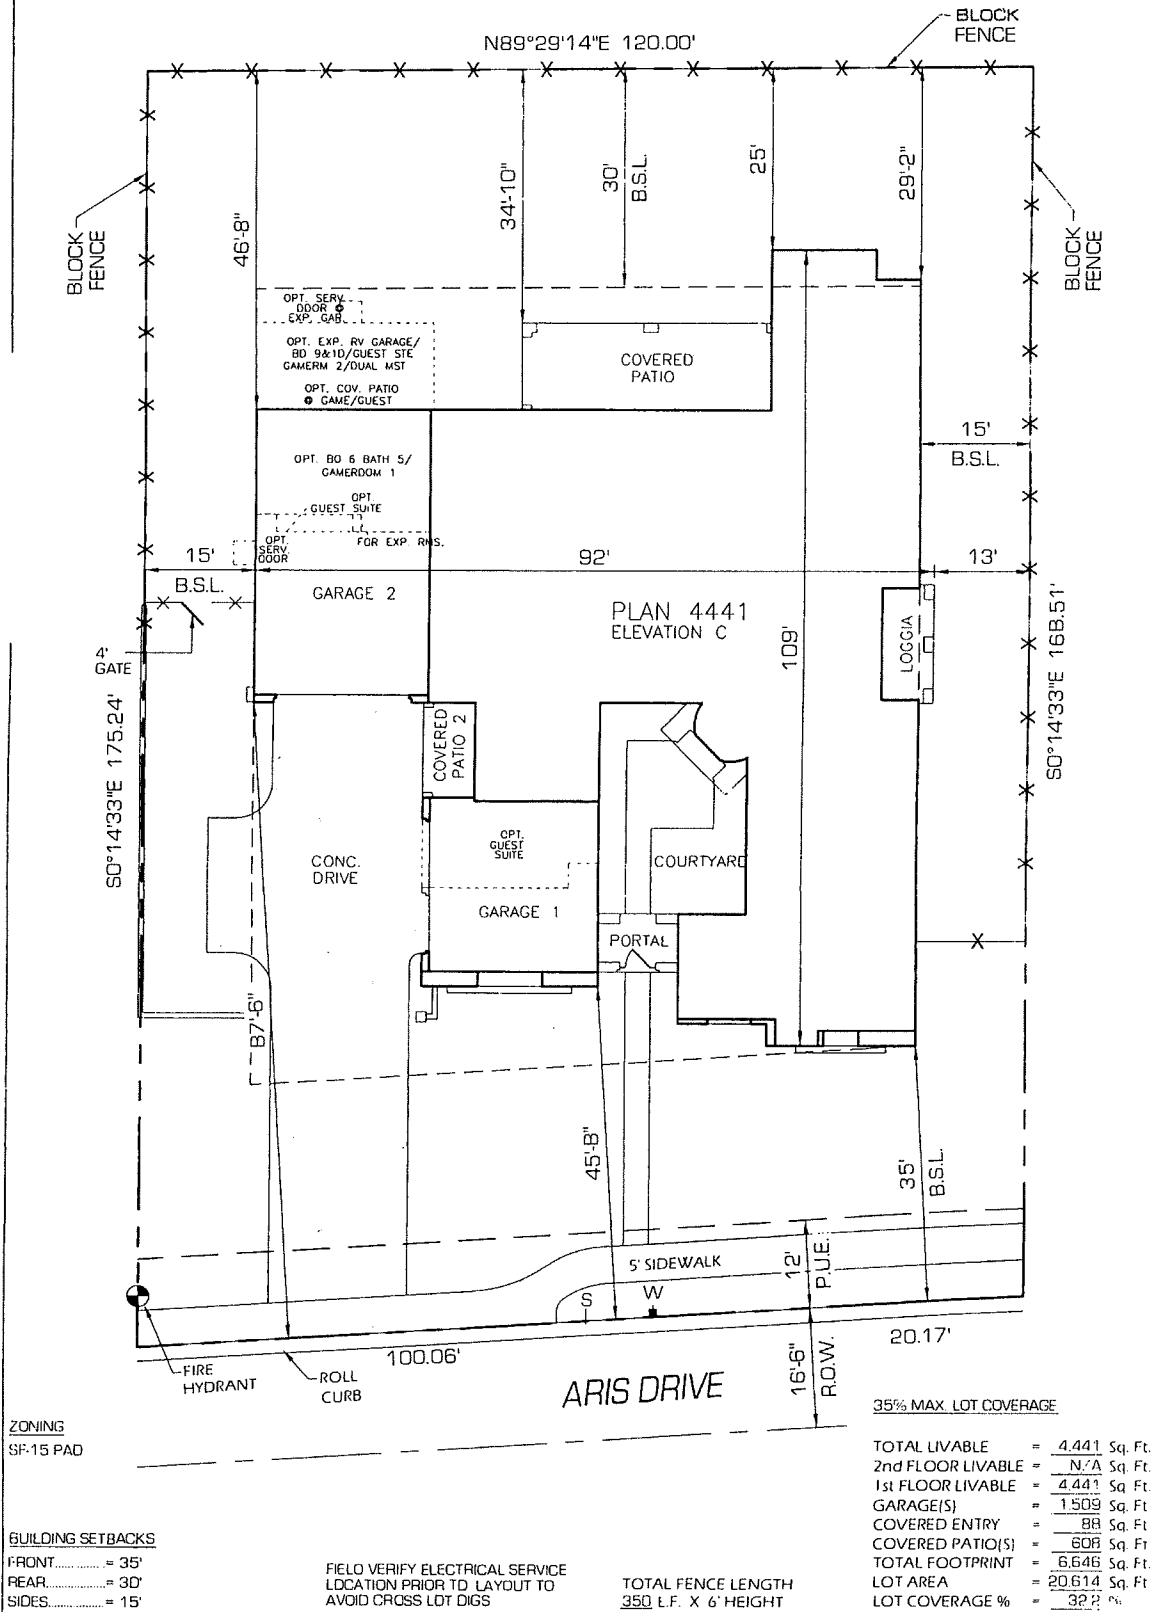 BLOCK
FENCE
N89°29'14"E 120.00'
BLOCK
FENCE
46'-8"
34'-10"
30'
B.S.L.
25'
29'-2"
BLOCK
FENCE
OPT. SERV.
DOOR
EXP. GAR.
OPT. EXP. RV GARAGE/
BD 9&10/GUEST STE
GAMERM 2/DUAL MST
OPT. COV. PATIO
GAME/GUEST
COVERED
PATIO
15'
B.S.L.
OPT. BD 6 BATH 5/
GAMEROOM 1
OPT.
GUEST SUITE
OPT.
SERV.
DOOR
FOR EXP. RMS.
15'
B.S.L.
92'
13'
GARAGE 2
PLAN 4441
ELEVATION C
109'
LOGGIA
4'
GATE
S0°14'33"E 175.24'
S0°14'33"E 168.51'
COVERED
PATIO 2
CONC.
DRIVE
OPT.
GUEST
SUITE
COURTYARD
GARAGE 1
PORTAL
87'-6"
45'-8"
35'
B.S.L.
5' SIDEWALK
12'
P.U.E.
S
W
FIRE
HYDRANT
ROLL
CURB
100.06'
20.17'
ARIS DRIVE
16'-6"
R.O.W.
ZONING
SF-15 PAD
35% MAX. LOT COVERAGE
TOTAL LIVABLE = 4,441 Sq. Ft.
2nd FLOOR LIVABLE = N/A Sq. Ft.
1st FLOOR LIVABLE = 4,441 Sq. Ft.
GARAGE(S) = 1,509 Sq. Ft
COVERED ENTRY = 88 Sq. Ft
COVERED PATIO(S) = 608 Sq. Ft
TOTAL FOOTPRINT = 6,646 Sq. Ft
LOT AREA = 20,614 Sq. Ft
LOT COVERAGE % = 32.2 %
BUILDING SETBACKS
FRONT............ = 35'
REAR.............. = 30'
SIDES.............. = 15'
FIELD VERIFY ELECTRICAL SERVICE
LOCATION PRIOR TO LAYOUT TO
AVOID CROSS LOT DIGS
TOTAL FENCE LENGTH
350 L.F. X 6' HEIGHT